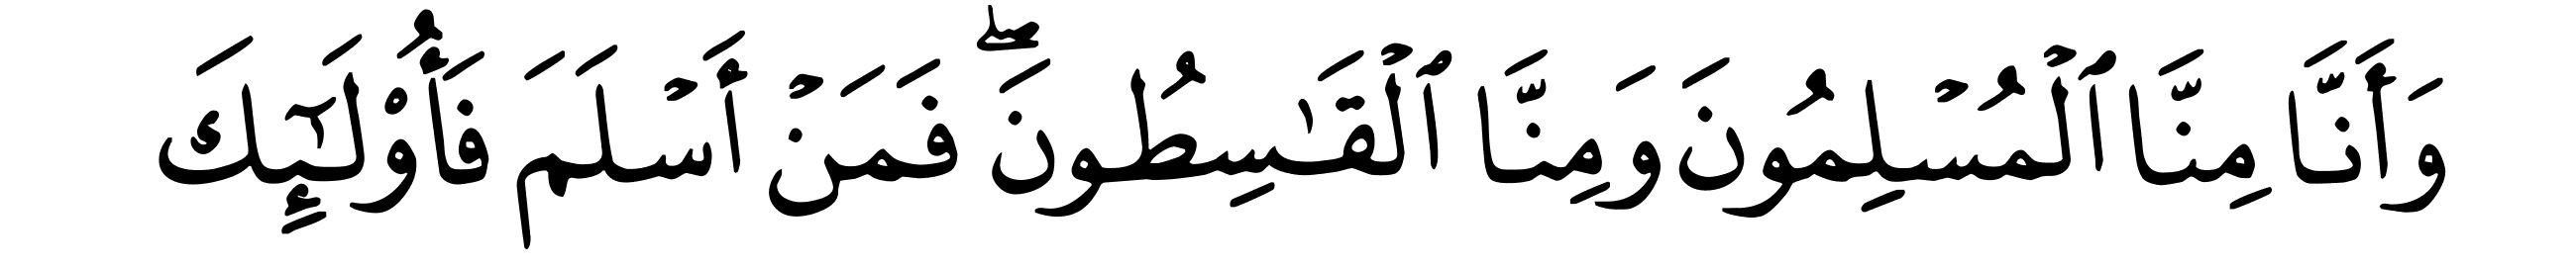 وَأَنَّا مِنَّا ٱلْمُسْلِمُونَ وَمِنَّا ٱلْقَٰسِطُونَۖ فَمَنْ أَسْلَمَ فَأُو۟لَٰٓئِكَ